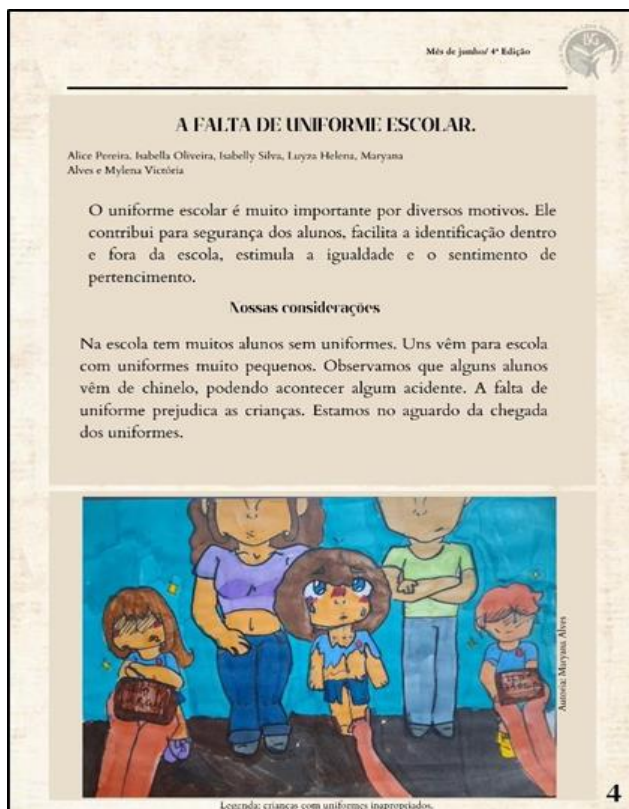 Mês de junho/ 4ª Edição
A FALTA DE UNIFORME ESCOLAR.
Alice Pereira. Isabella Oliveira, Isabelly Silva, Luyza Helena, Maryana
Alves e Mylena Victória
O uniforme escolar é muito importante por diversos motivos. Ele
contribui para segurança dos alunos, facilita a identificação dentro
e fora da escola, estimula a igualdade e o sentimento de
pertencimento.
Nossas considerações
Na escola tem muitos alunos sem uniformes. Uns vêm para escola
com uniformes muito pequenos. Observamos que alguns alunos
vêm de chinelo, podendo acontecer algum acidente. A falta de
uniforme prejudica as crianças. Estamos no aguardo da chegada
dos uniformes.
Autoria: Maryana Alves
Legenda: crianças com uniformes inapropiados.
4